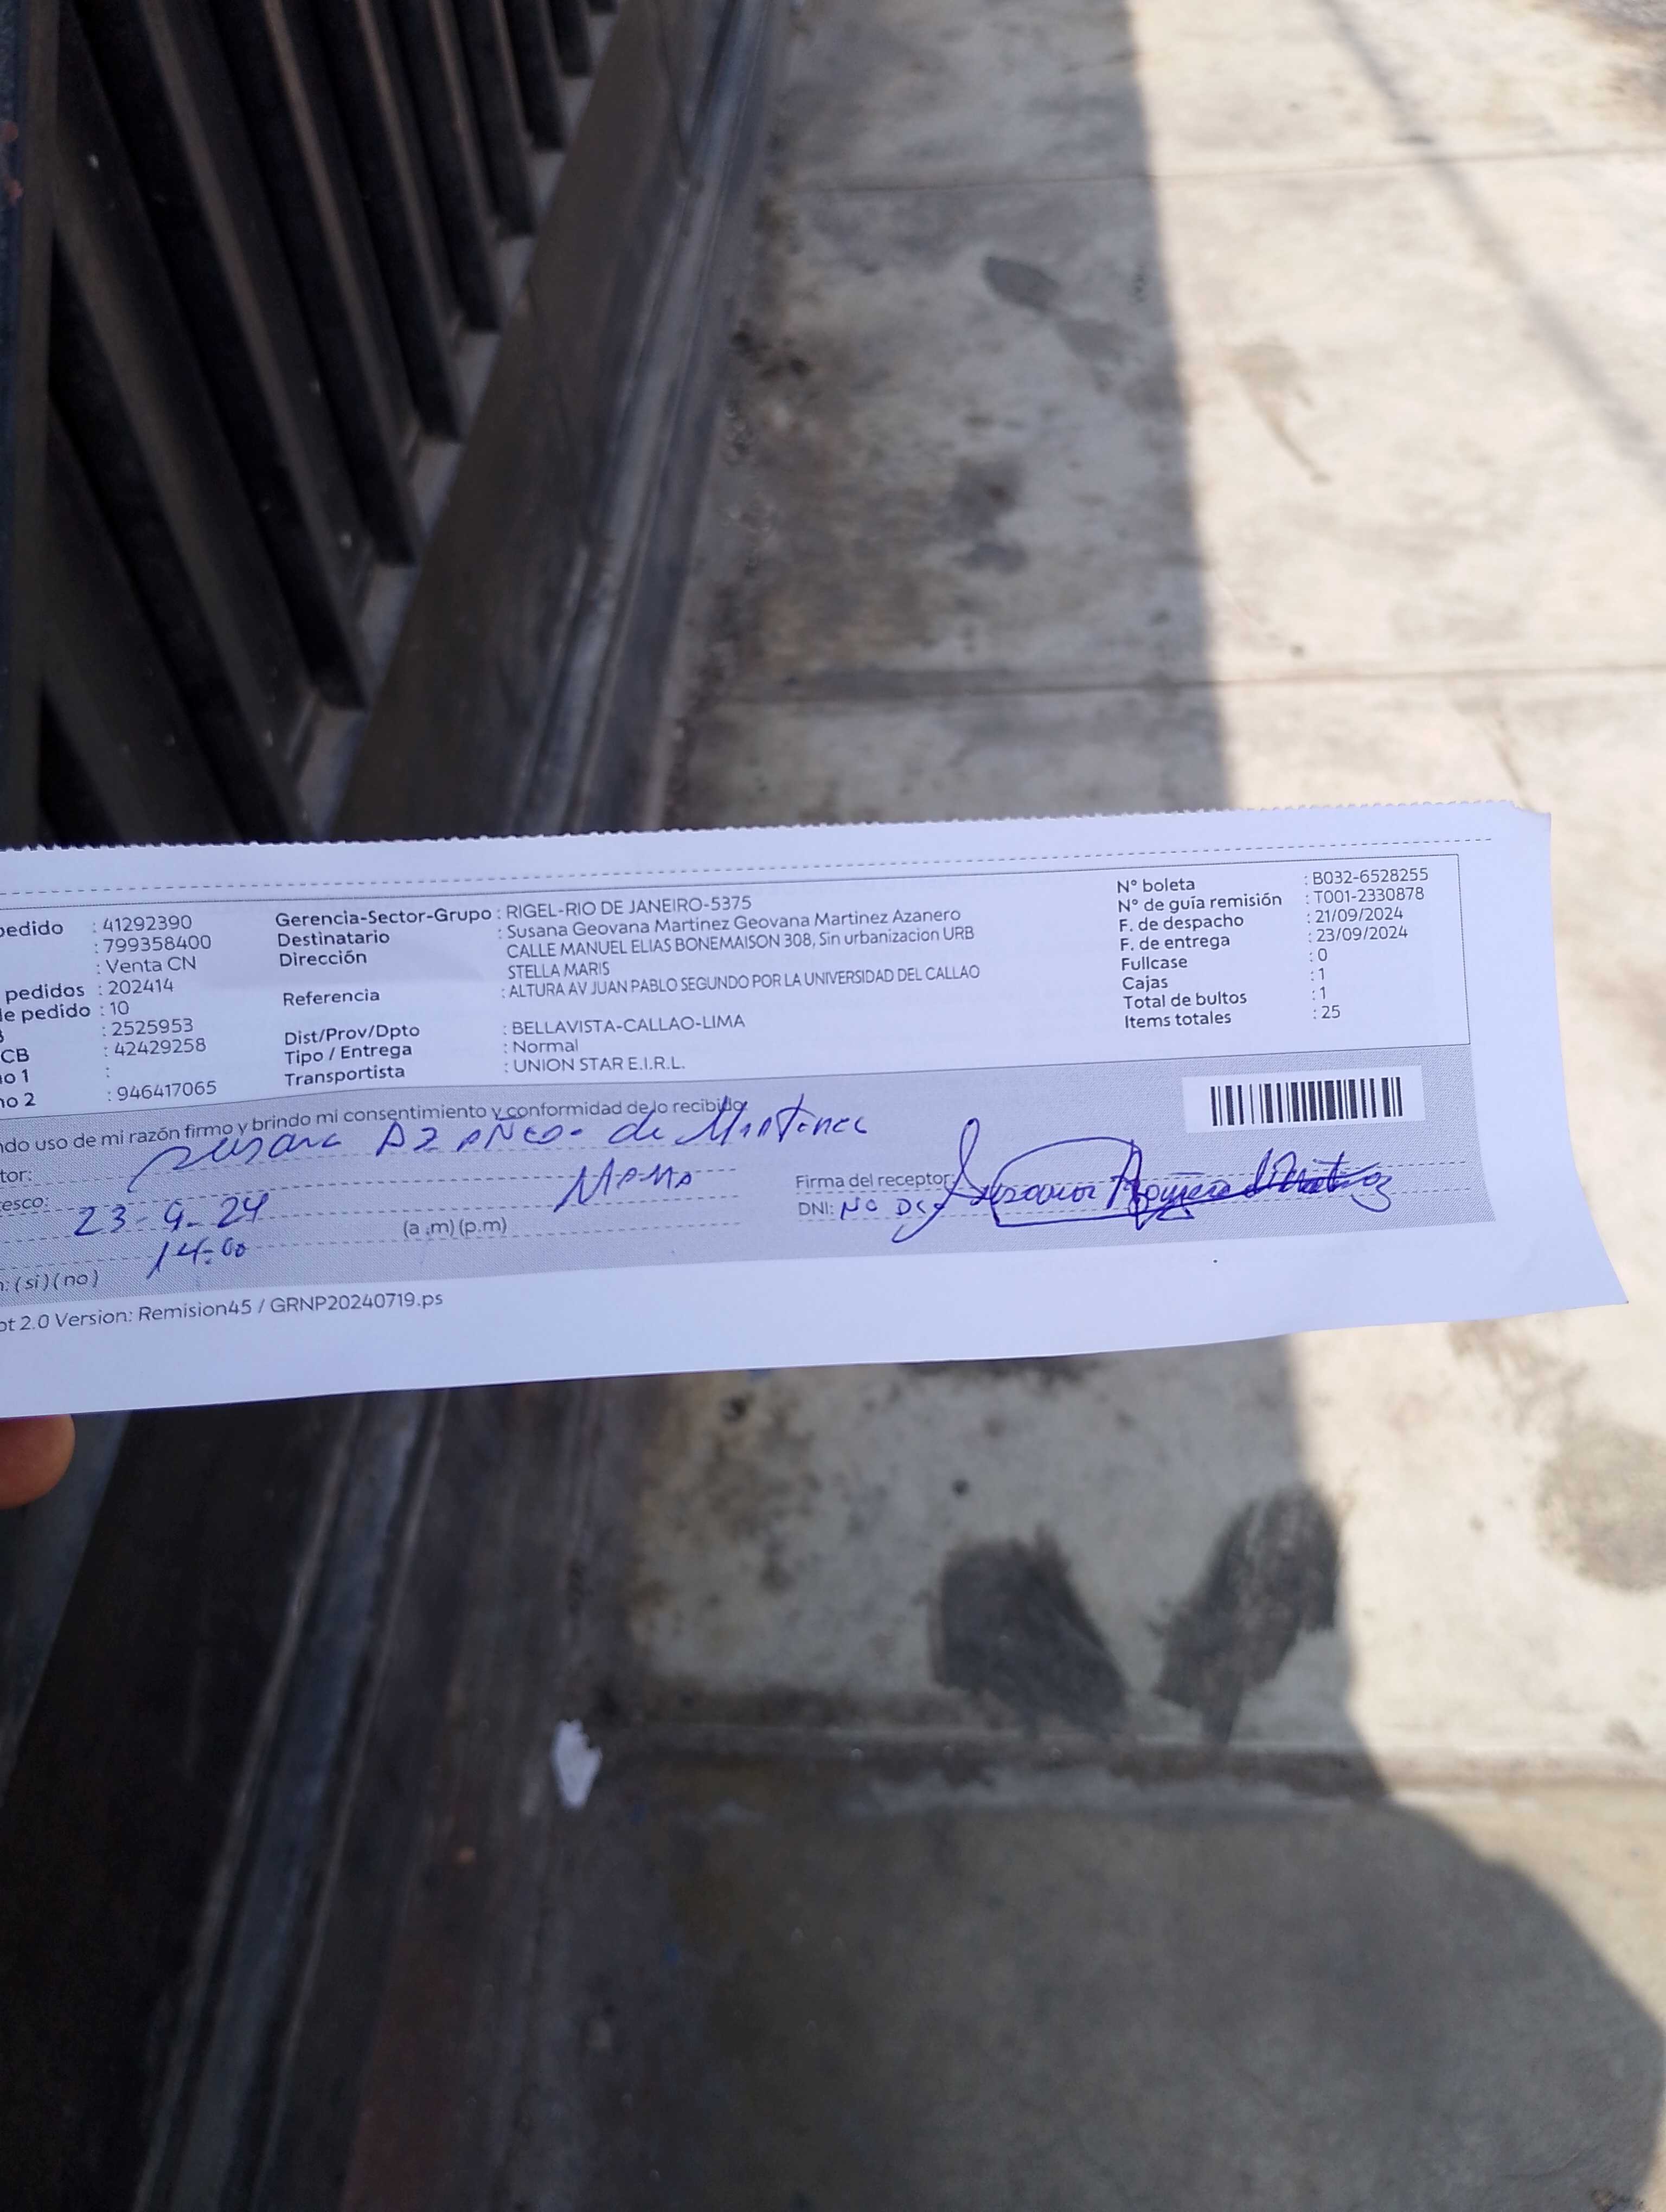 pedido : 41292390
: 799358400
: Venta CN
pedidos : 202414
de pedido : 10
: 2525953
CB : 42429258
no 1 :
no 2 : 946417065
Gerencia-Sector-Grupo : RIGEL-RIO DE JANEIRO-5375
Destinatario : Susana Geovana Martinez Geovana Martinez Azanero
Dirección CALLE MANUEL ELIAS BONEMAISON 308, Sin urbanizacion URB
STELLA MARIS
Referencia : ALTURA AV JUAN PABLO SEGUNDO POR LA UNIVERSIDAD DEL CALLAO
Dist/Prov/Dpto : BELLAVISTA-CALLAO-LIMA
Tipo / Entrega : Normal
Transportista : UNION STAR E.I.R.L.
N° boleta : B032-6528255
N° de guía remisión : T001-2330878
F. de despacho : 21/09/2024
F. de entrega : 23/09/2024
Fullcase : 0
Cajas : 1
Total de bultos : 1
Items totales : 25
ndo uso de mi razón firmo y brindo mi consentimiento y conformidad de lo recibido
tor: Susana AZAÑEO de Martinez
esco: MAMA
23-9-24
14:00 (a .m) (p.m)
n: (si) (no)
Firma del receptor:
DNI: NO
pt 2.0 Version: Remision45 / GRNP20240719.ps